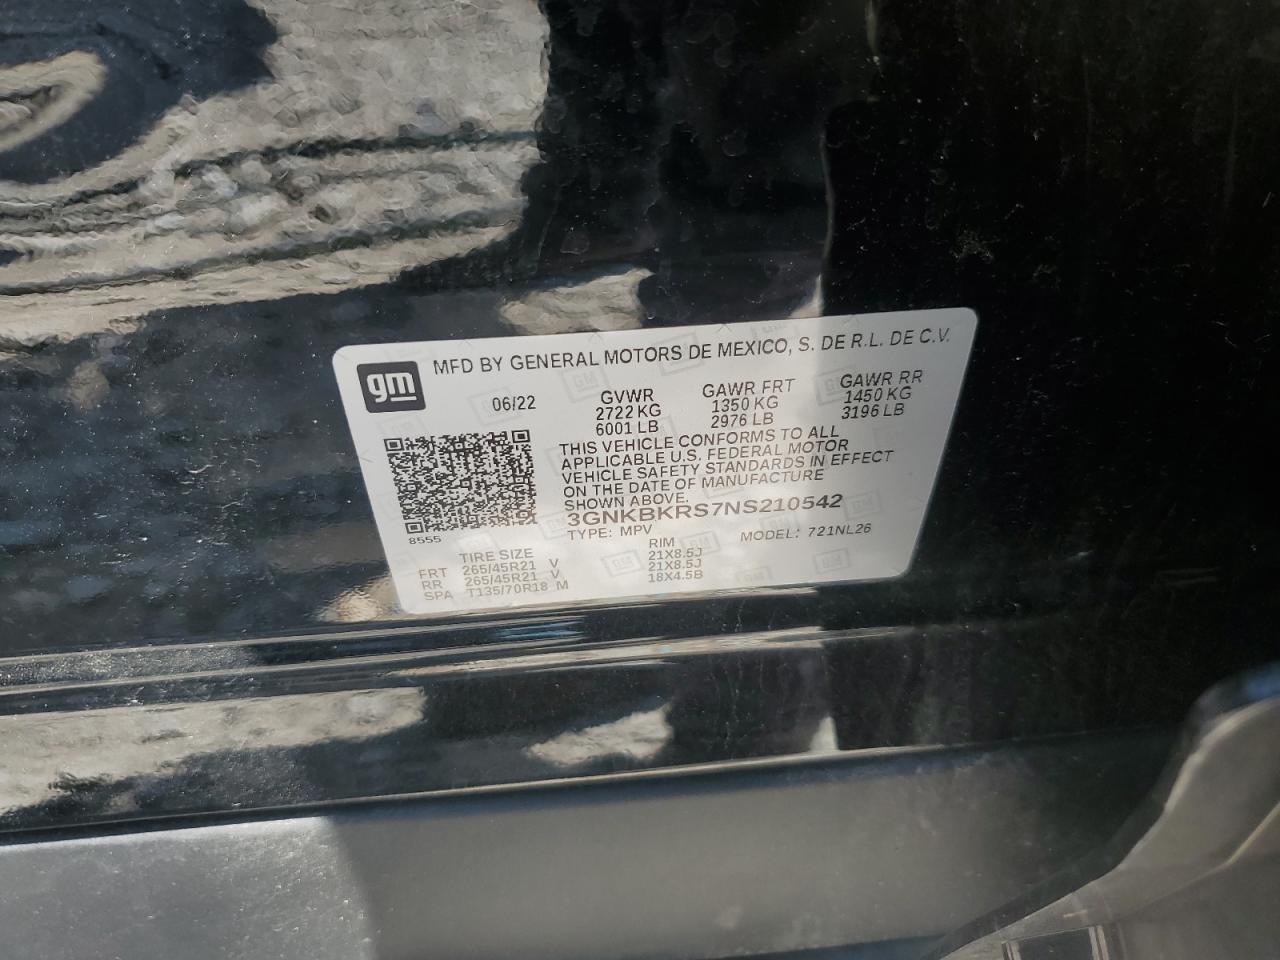 gm MFD BY GENERAL MOTORS DE MEXICO, S. DE R.L. DE C.V.
06/22 GVWR GAWR FRT GAWR RR
2722 KG 1350 KG 1450 KG
6001 LB 2976 LB 3196 LB
THIS VEHICLE CONFORMS TO ALL
APPLICABLE U.S. FEDERAL MOTOR
VEHICLE SAFETY STANDARDS IN EFFECT
ON THE DATE OF MANUFACTURE
SHOWN ABOVE.
3GNKBKRS7NS210542
8555 TYPE: MPV MODEL: 721NL26
TIRE SIZE RIM
FRT 265/45R21 V 21X8.5J
RR 265/45R21 V 21X8.5J
SPA T135/70R18 M 18X4.5B